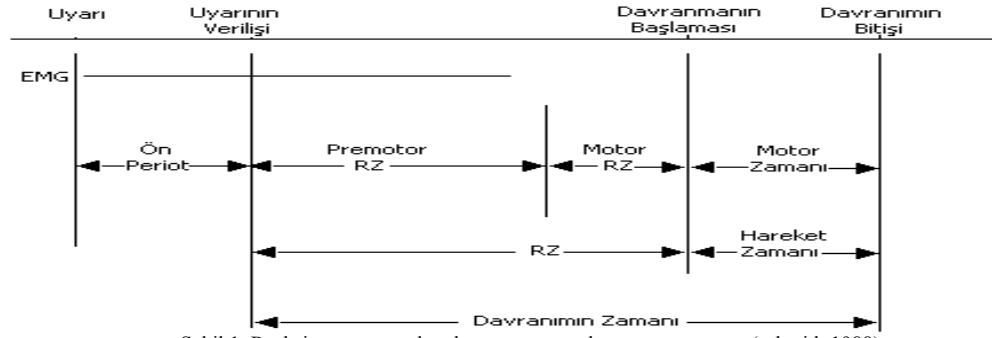 Uyarı
Uyarının
Verilişi
Davranmanın
Başlaması
Davranımın
Bitişi
EMG
Ön
Periot
Premotor
RZ
Motor
RZ
Motor
Zamanı
RZ
Hareket
Zamanı
Davranımın Zamanı